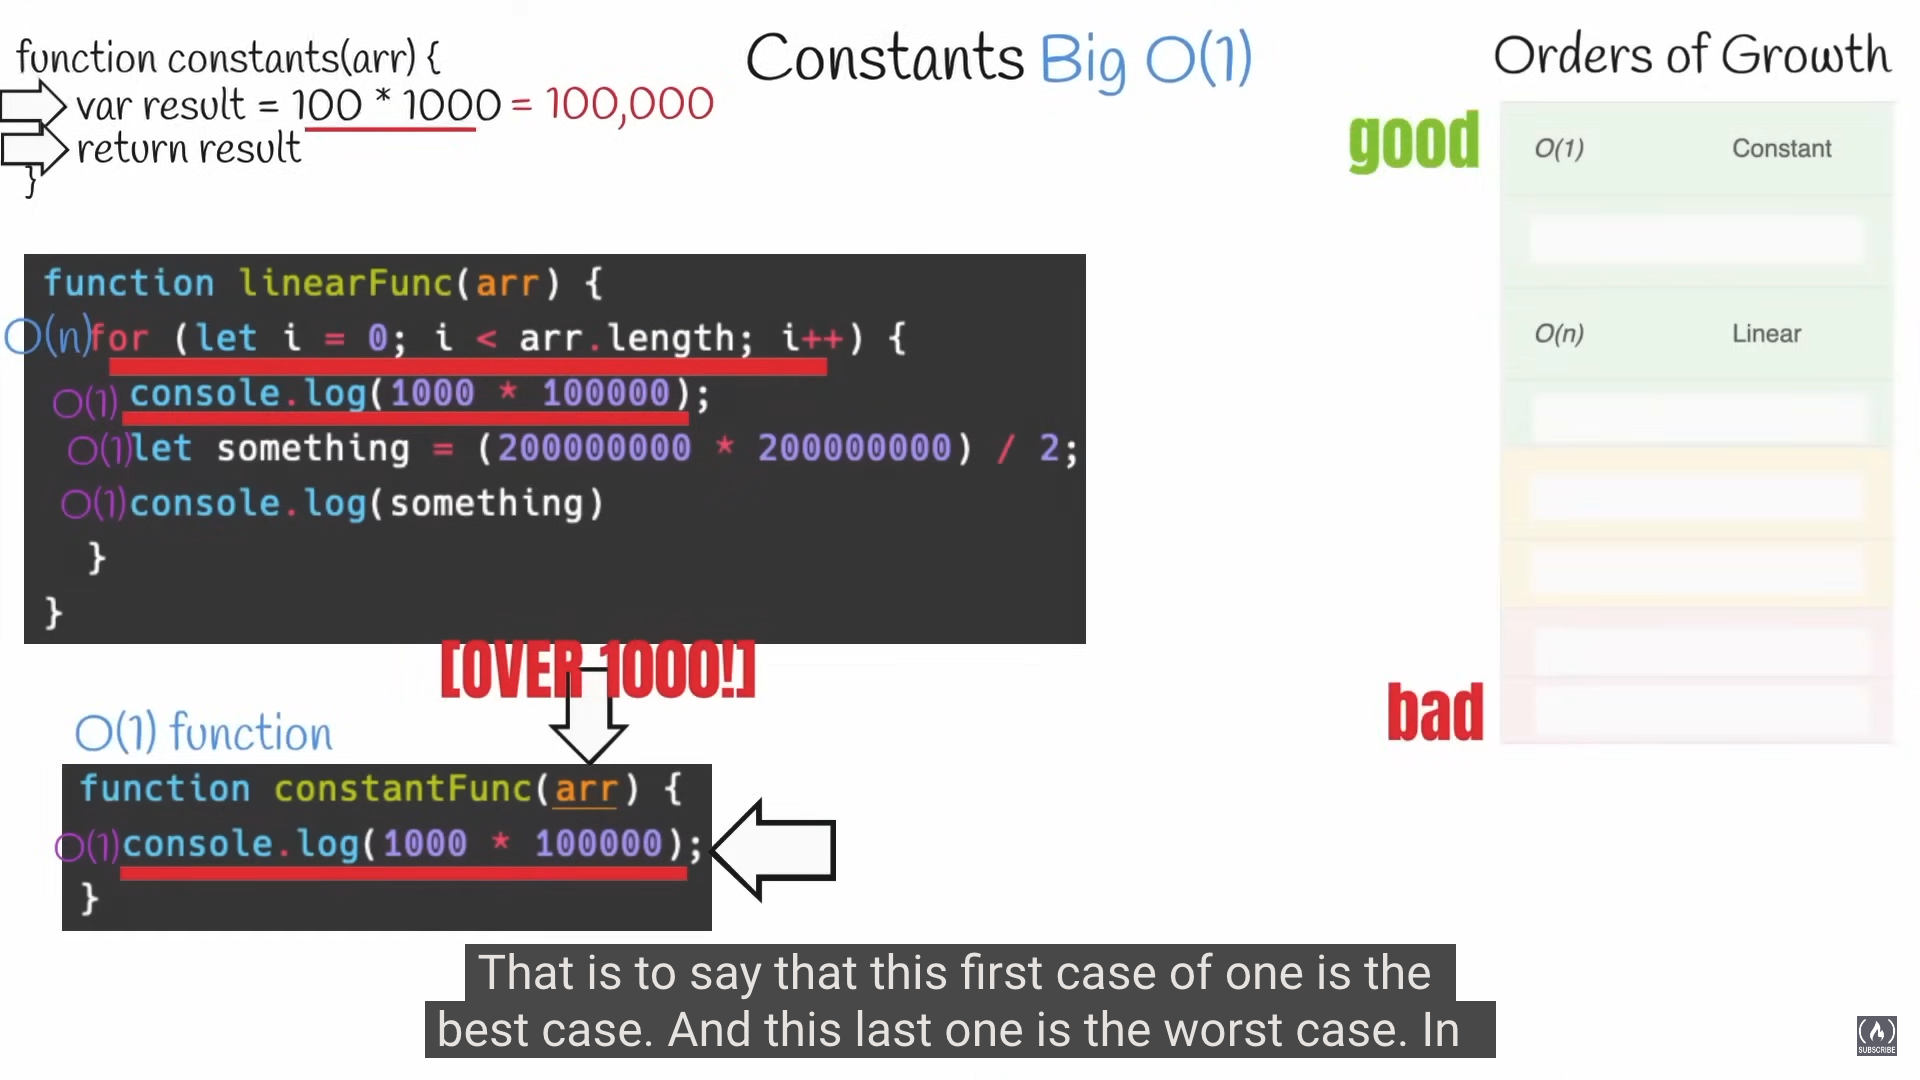 function constants(arr) {
var result = 100 * 1000 = 100,000
return result
}
Constants Big O(1)
Orders of Growth
good
O(1) Constant
O(n) Linear
bad
function linearFunc(arr) {
O(n) for (let i = 0; i < arr.length; i++) {
O(1) console.log(1000 * 100000);
O(1) let something = (200000000 * 200000000) / 2;
O(1) console.log(something)
}
}
[OVER 1000!]
O(1) function
function constantFunc(arr) {
O(1) console.log(1000 * 100000);
}
That is to say that this first case of one is the
best case. And this last one is the worst case. In
SUBSCRIBE